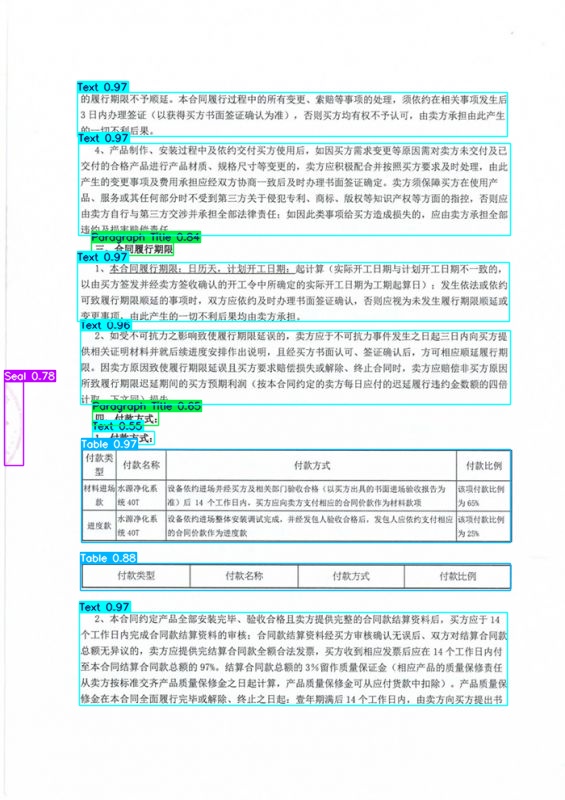 Text 0.97
的履行期限不予顺延。本合同履行过程中的所有变更、索赔等事项的处理，须依约在相关事项发生后
3日内办理签证（以获得买方书面签证确认为准），否则买方均有权不予认可，由卖方承担由此产生
的一切不利后果。
Text 0.97
4、产品制作、安装过程中及依约交付买方使用后，如因买方需求变更等原因需对卖方未交付及已
交付的合格产品进行产品材质、规格尺寸等变更的，卖方应积极配合并按照买方要求及时处理，由此
产生的变更事项及费用承担应经双方协商一致后及时办理书面签证确定。卖方须保障买方在使用产
品、服务或其任何部分时不受到第三方关于侵犯专利、商标、版权等知识产权等方面的指控，否则应
由卖方自行与第三方交涉并承担全部法律责任；如因此类事项给买方造成损失的，应由卖方承担全部
违约及损害赔偿责任。
Paragraph Title 0.84
三、合同履行期限
Text 0.97
1、本合同履行期限：日历天，计划开工日期：起计算（实际开工日期与计划开工日期不一致的，
以由买方签发并经卖方签收确认的开工令中所确定的实际开工日期为工期起算日）；发生依法或依约
可致履行期限顺延的事项时，双方应依约及时办理书面签证确认，否则应视为未发生履行期限顺延或
变更事项，由此产生的一切不利后果均由卖方承担。
Text 0.96
2、如受不可抗力之影响致使履行期限延误的，卖方应于不可抗力事件发生之日起三日内向买方提
供相关证明材料并就后续进度安排作出说明，且经买方书面认可、签证确认后，方可相应顺延履行期
限。因卖方原因致使履行期限延误且买方要求赔偿损失或解除、终止合同时，卖方应赔偿非买方原因
所致履行期限迟延期间的买方预期利润（按本合同约定的卖方每日应付的迟延履行违约金数额的四倍
计取，下文同）损失。
Seal 0.78
Paragraph Title 0.65
四、付款方式：
Text 0.55
1、付款方式：
Table 0.97
付款类型 付款名称 付款方式 付款比例
材料进场款 水源净化系统 40T 设备依约进场并经买方及相关部门验收合格（以买方出具的书面进场验收报告为准）后 14 个工作日内，买方应向卖方支付相应的合同价作为材料款项 该项付款比例为 65%
进度款 水源净化系统 40T 设备依约进场整体安装调试完成，并经发包人验收合格后，发包人应依约支付相应的合同价款作为进度款 该项付款比例为 25%
Table 0.88
付款类型 付款名称 付款方式 付款比例
Text 0.97
2、本合同约定产品全部安装完毕、验收合格且卖方提供完整的合同款结算资料后，买方应于 14
个工作日内完成合同款结算资料的审核；合同款结算资料经买方审核确认无误后、双方对结算合同款
总额无异议的，卖方应提供完结算合同款全额合法发票，买方收到相应发票后应在 14 个工作日内付
至本合同结算合同款总额的 97%。结算合同款总额的 3%留作质量保证金（相应产品的质量保修责任
从卖方按标准交齐产品质量保修金之日起计算，产品质量保修金可从应付货款中扣除）。产品质量保
修金在本合同全面履行完毕或解除、终止之日起；壹年期满后 14 个工作日内，由卖方向买方提出书